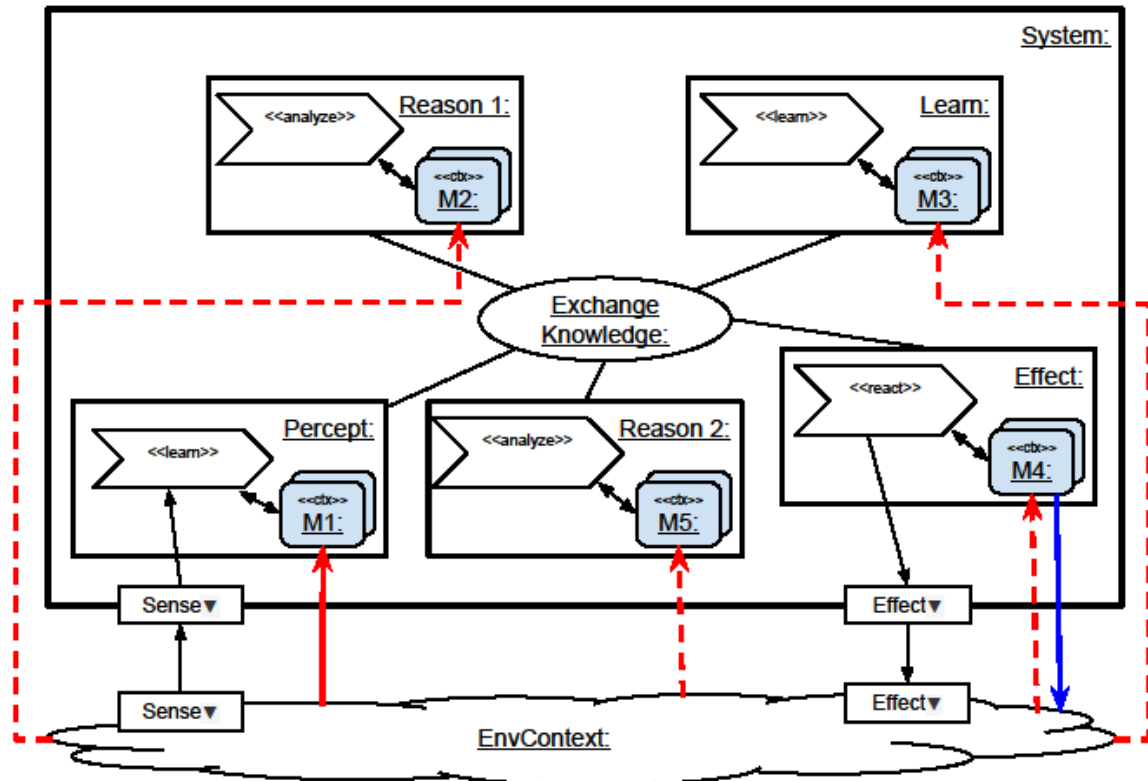 System:
<<analyze>>
Reason 1:
<<ctx>>
M2:
<<learn>>
Learn:
<<ctx>>
M3:
Exchange
Knowledge:
<<learn>>
Percept:
<<ctx>>
M1:
<<analyze>>
Reason 2:
<<ctx>>
M5:
<<react>>
Effect:
<<ctx>>
M4:
Sense▼
Effect▼
Sense▼
Effect▼
EnvContext: